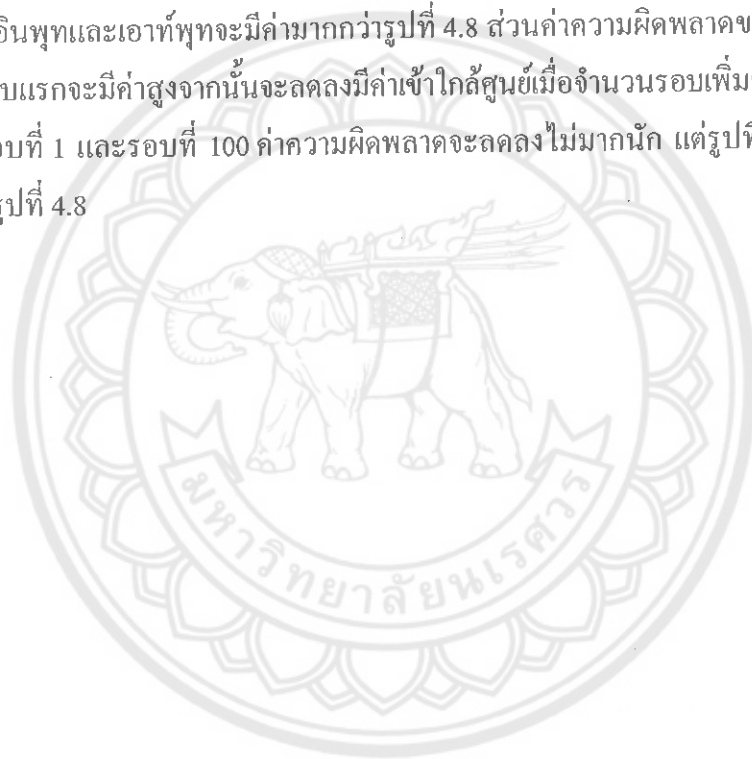 อินพุทและเอาท์พุทจะมีค่ามากกว่ารูปที่ 4.8 ส่วนค่าความผิดพลาดข
บแรกจะมีค่าสูงจากนั้นจะลดลงมีค่าเข้าใกล้ศูนย์เมื่อจำนวนรอบเพิ่ม
อบที่ 1 และรอบที่ 100 ค่าความผิดพลาดจะลดลงไม่มากนัก แต่รูปที
รูปที่ 4.8
มหาวิทยาลัยนเรศวร